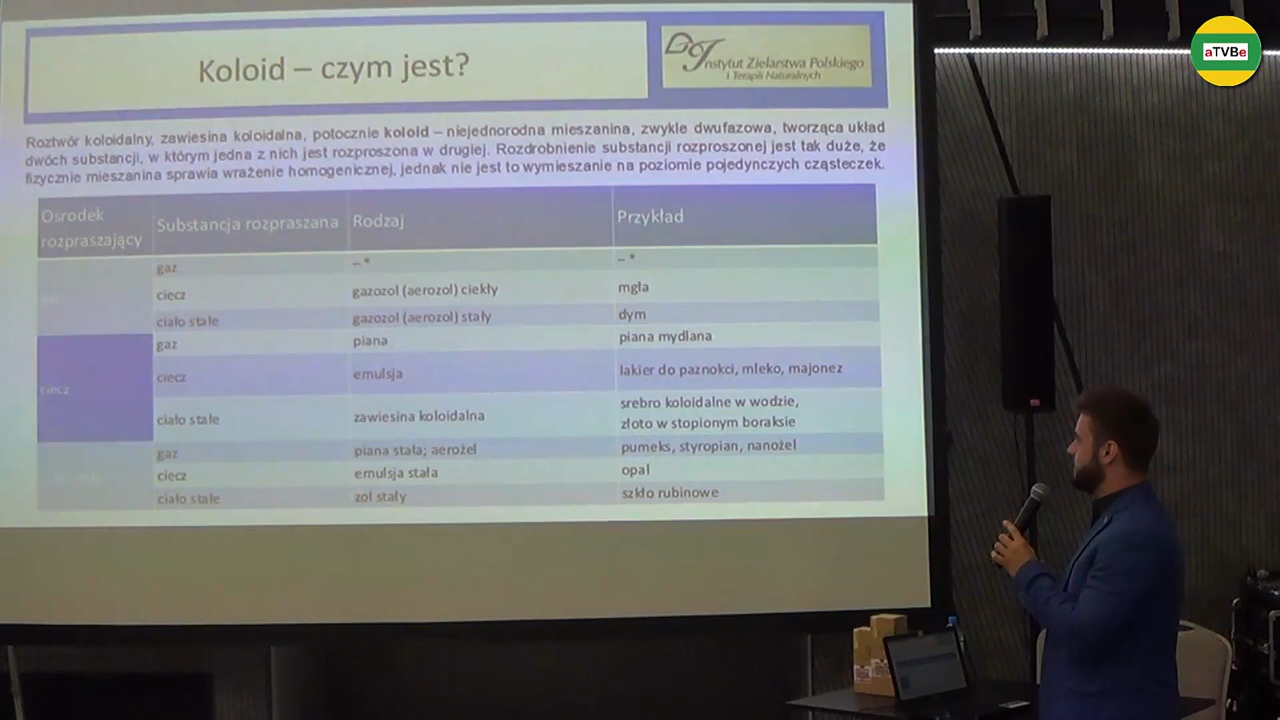 aTVBe
Koloid – czym jest?
Instytut Zielarstwa Polskiego
i Terapii Naturalnych
Roztwór koloidalny, zawiesina koloidalna, potocznie koloid – niejednorodna mieszanina, zwykle dwufazowa, tworząca układ
dwóch substancji, w którym jedna z nich jest rozproszona w drugiej. Rozdrobnienie substancji rozproszonej jest tak duże, że
fizycznie mieszanina sprawia wrażenie homogenicznej, jednak nie jest to wymieszanie na poziomie pojedynczych cząsteczek.
Ośrodek
rozpraszający
Substancja rozpraszana
Rodzaj
Przykład
gaz
– *
– *
ciecz
gazozol (aerozol) ciekły
mgła
ciało stałe
gazozol (aerozol) stały
dym
ciecz
gaz
piana
piana mydlana
ciecz
emulsja
lakier do paznokci, mleko, majonez
ciało stałe
zawiesina koloidalna
srebro koloidalne w wodzie,
złoto w stopionym boraksie
gaz
piana stała; aerożel
pumeks, styropian, nanożel
ciecz
emulsja stała
opal
ciało stałe
zol stały
szkło rubinowe